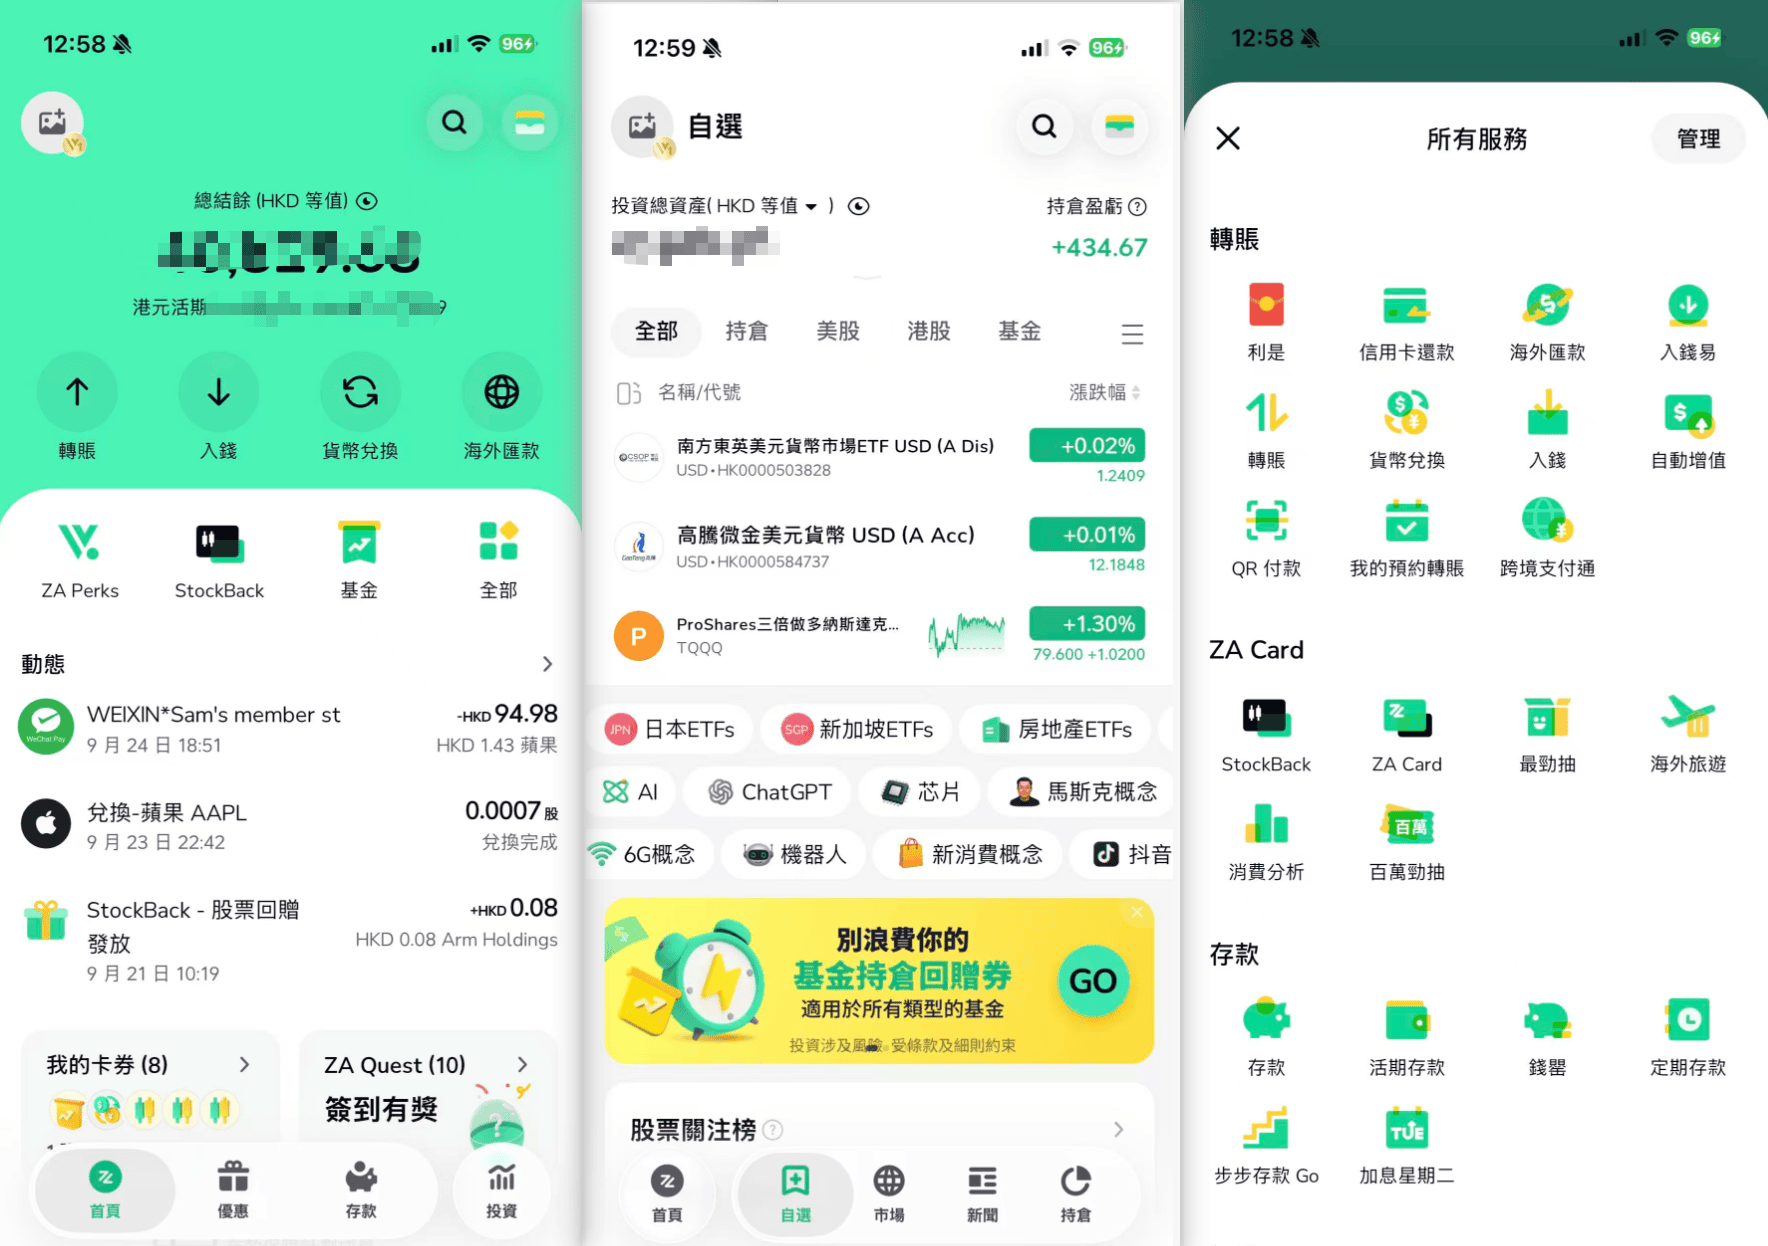 12:58
96
總結餘 (HKD 等值)
港元活期
轉賬
入錢
貨幣兌換
海外匯款
ZA Perks
StockBack
基金
全部
動態
WEIXIN*Sam's member st
-HKD 94.98
WeChat Pay
9 月 24 日 18:51
HKD 1.43 蘋果
兌換-蘋果 AAPL
0.0007 股
9 月 23 日 22:42
兌換完成
StockBack - 股票回贈
發放
+HKD 0.08
HKD 0.08 Arm Holdings
9 月 21 日 10:19
我的卡券 (8)
ZA Quest (10)
簽到有獎
首頁
優惠
存款
投資
12:59
96
自選
投資總資產( HKD 等值 )
持倉盈虧
+434.67
全部
持倉
美股
港股
基金
名稱/代號
漲跌幅
CSOP
南方東英美元貨幣市場ETF USD (A Dis)
+0.02%
USD•HK0000503828
1.2409
高騰微金美元貨幣 USD (A Acc)
+0.01%
USD•HK0000584737
12.1848
P
ProShares三倍做多納斯達克...
+1.30%
TQQQ
79.600 +1.0200
JPN 日本ETFs
SGP 新加坡ETFs
房地產ETFs
AI
ChatGPT
芯片
馬斯克概念
6G概念
機器人
新消費概念
抖音
別浪費你的
基金持倉回贈券
適用於所有類型的基金
GO
投資涉及風險。受條款及細則約束
股票關注榜
首頁
自選
市場
新聞
持倉
12:58
96
所有服務
管理
轉賬
利是
信用卡還款
海外匯款
入錢易
轉賬
貨幣兌換
入錢
自動增值
QR 付款
我的預約轉賬
跨境支付通
ZA Card
StockBack
ZA Card
最勁抽
海外旅遊
百萬
消費分析
百萬勁抽
存款
存款
活期存款
錢罌
定期存款
TUE
步步存款 Go
加息星期二